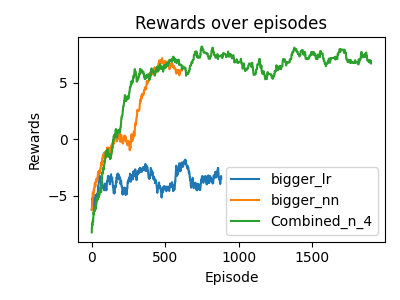 Rewards over episodes
Rewards
5
0
−5
0
500
1000
1500
Episode
bigger_lr
bigger_nn
Combined_n_4